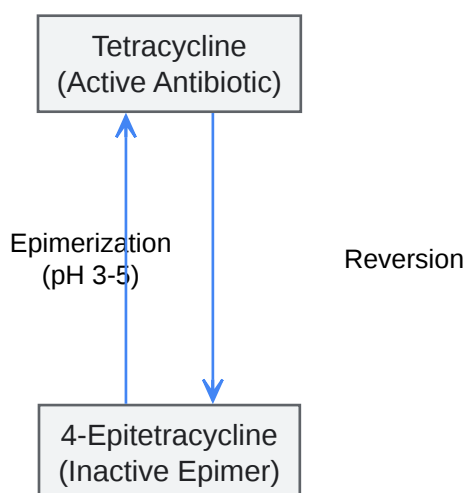 Tetracycline
(Active Antibiotic)
Epimerization
(pH 3-5)
Reversion
4-Epitetracycline
(Inactive Epimer)